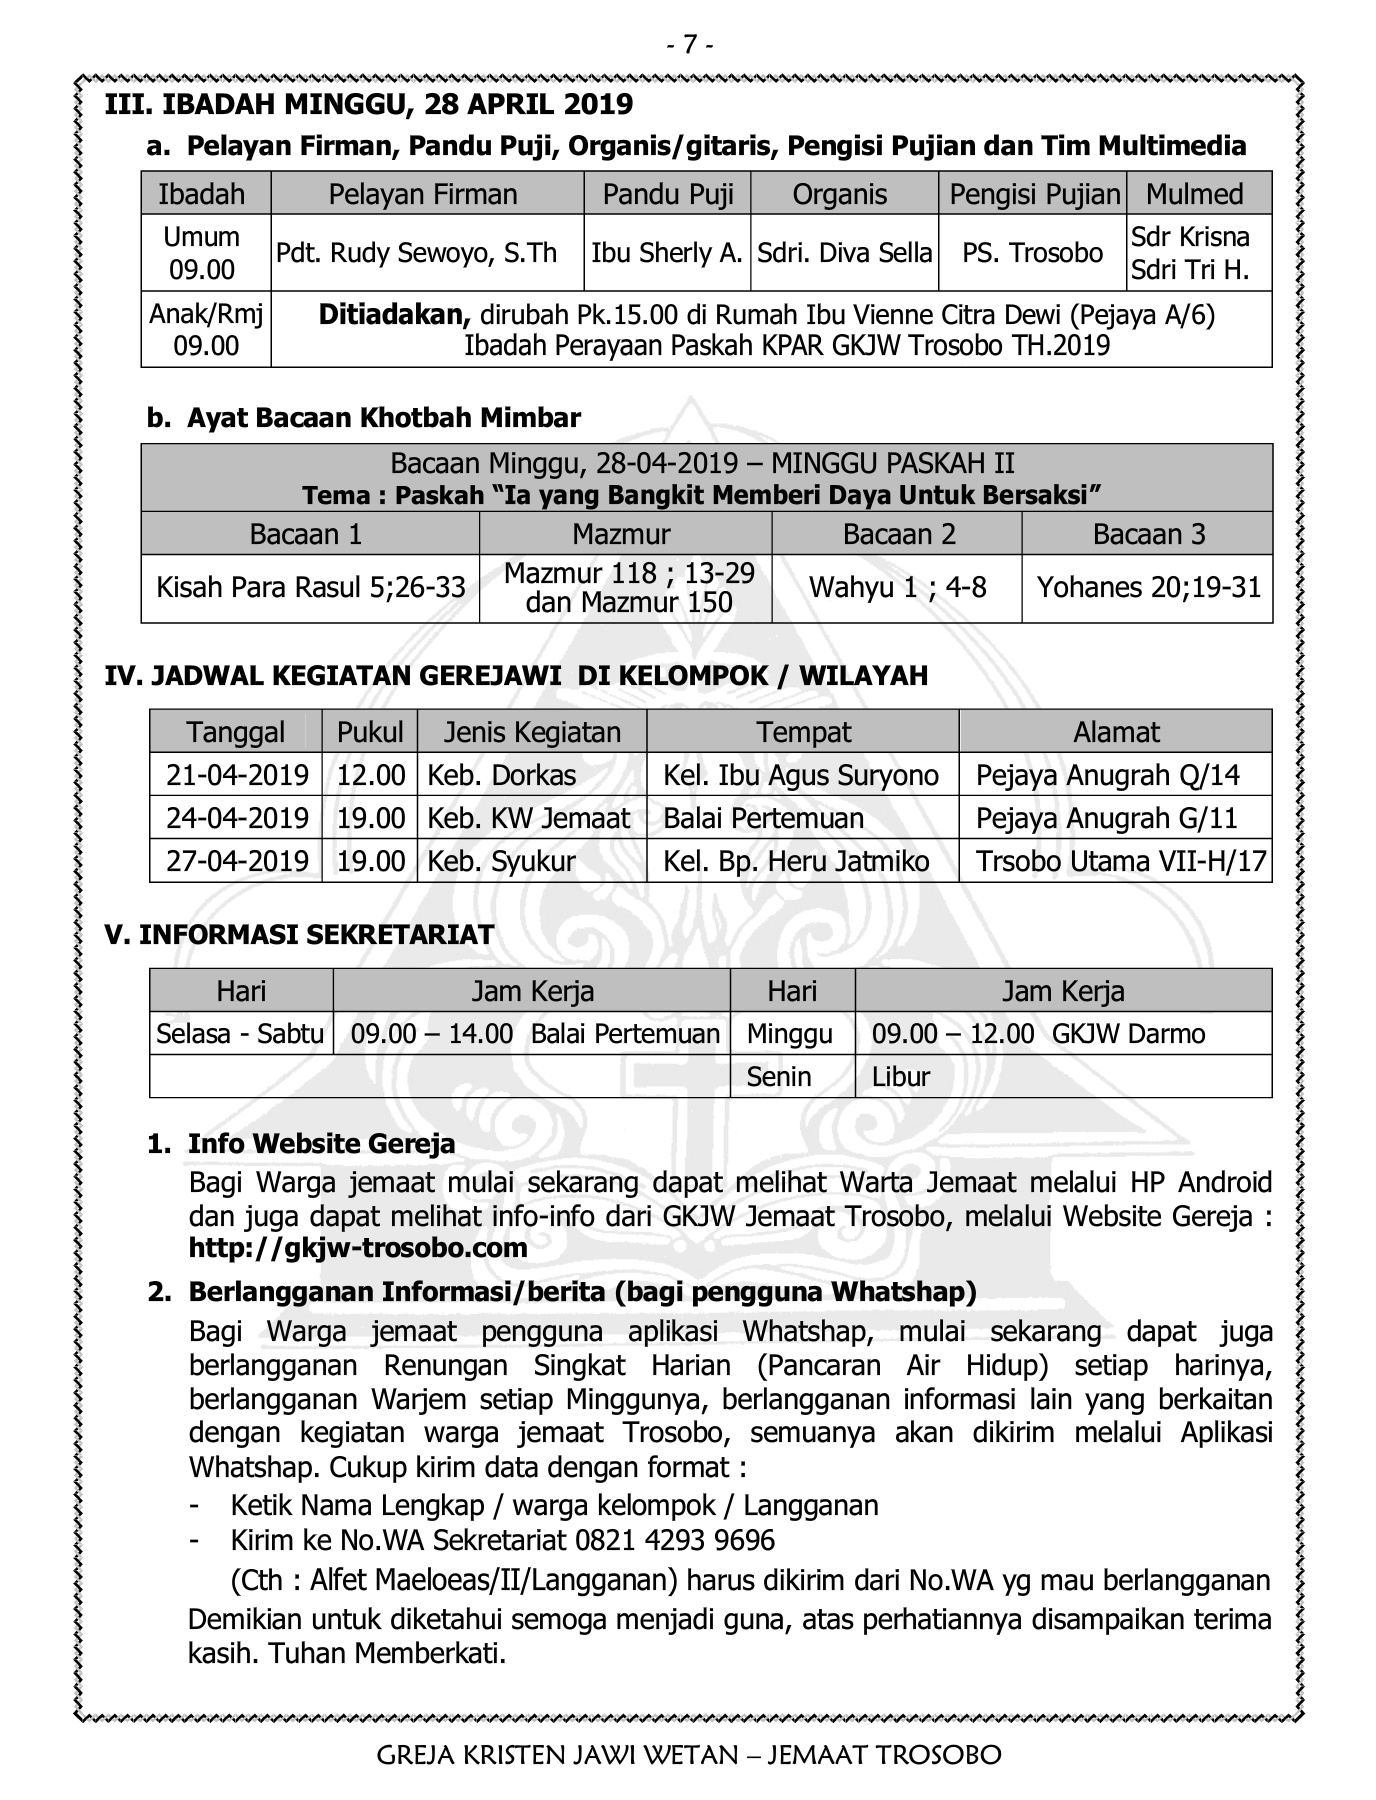 - 7 -
III. IBADAH MINGGU, 28 APRIL 2019
a. Pelayan Firman, Pandu Puji, Organis/gitaris, Pengisi Pujian dan Tim Multimedia
Ibadah Pelayan Firman Pandu Puji Organis Pengisi Pujian Mulmed
Umum 09.00 Pdt. Rudy Sewoyo, S.Th Ibu Sherly A. Sdri. Diva Sella PS. Trosobo Sdr Krisna Sdri Tri H.
Anak/Rmj Ditiadakan, dirubah Pk.15.00 di Rumah Ibu Vienne Citra Dewi (Pejaya A/6)
09.00 Ibadah Perayaan Paskah KPAR GKJW Trosobo TH.2019
b. Ayat Bacaan Khotbah Mimbar
Bacaan Minggu, 28-04-2019 – MINGGU PASKAH II
Tema : Paskah “Ia yang Bangkit Memberi Daya Untuk Bersaksi”
Bacaan 1 Mazmur Bacaan 2 Bacaan 3
Kisah Para Rasul 5;26-33 Mazmur 118 ; 13-29 dan Mazmur 150 Wahyu 1 ; 4-8 Yohanes 20;19-31
IV. JADWAL KEGIATAN GEREJAWI DI KELOMPOK / WILAYAH
Tanggal Pukul Jenis Kegiatan Tempat Alamat
21-04-2019 12.00 Keb. Dorkas Kel. Ibu Agus Suryono Pejaya Anugrah Q/14
24-04-2019 19.00 Keb. KW Jemaat Balai Pertemuan Pejaya Anugrah G/11
27-04-2019 19.00 Keb. Syukur Kel. Bp. Heru Jatmiko Trsobo Utama VII-H/17
V. INFORMASI SEKRETARIAT
Hari Jam Kerja Hari Jam Kerja
Selasa - Sabtu 09.00 – 14.00 Balai Pertemuan Minggu 09.00 – 12.00 GKJW Darmo
Senin Libur
1. Info Website Gereja
Bagi Warga jemaat mulai sekarang dapat melihat Warta Jemaat melalui HP Android
dan juga dapat melihat info-info dari GKJW Jemaat Trosobo, melalui Website Gereja :
http://gkjw-trosobo.com
2. Berlangganan Informasi/berita (bagi pengguna Whatshap)
Bagi Warga jemaat pengguna aplikasi Whatshap, mulai sekarang dapat juga
berlangganan Renungan Singkat Harian (Pancaran Air Hidup) setiap harinya,
berlangganan Warjem setiap Minggunya, berlangganan informasi lain yang berkaitan
dengan kegiatan warga jemaat Trosobo, semuanya akan dikirim melalui Aplikasi
Whatshap. Cukup kirim data dengan format :
- Ketik Nama Lengkap / warga kelompok / Langganan
- Kirim ke No.WA Sekretariat 0821 4293 9696
(Cth : Alfet Maeloeas/II/Langganan) harus dikirim dari No.WA yg mau berlangganan
Demikian untuk diketahui semoga menjadi guna, atas perhatiannya disampaikan terima
kasih. Tuhan Memberkati.
GREJA KRISTEN JAWI WETAN – JEMAAT TROSOBO